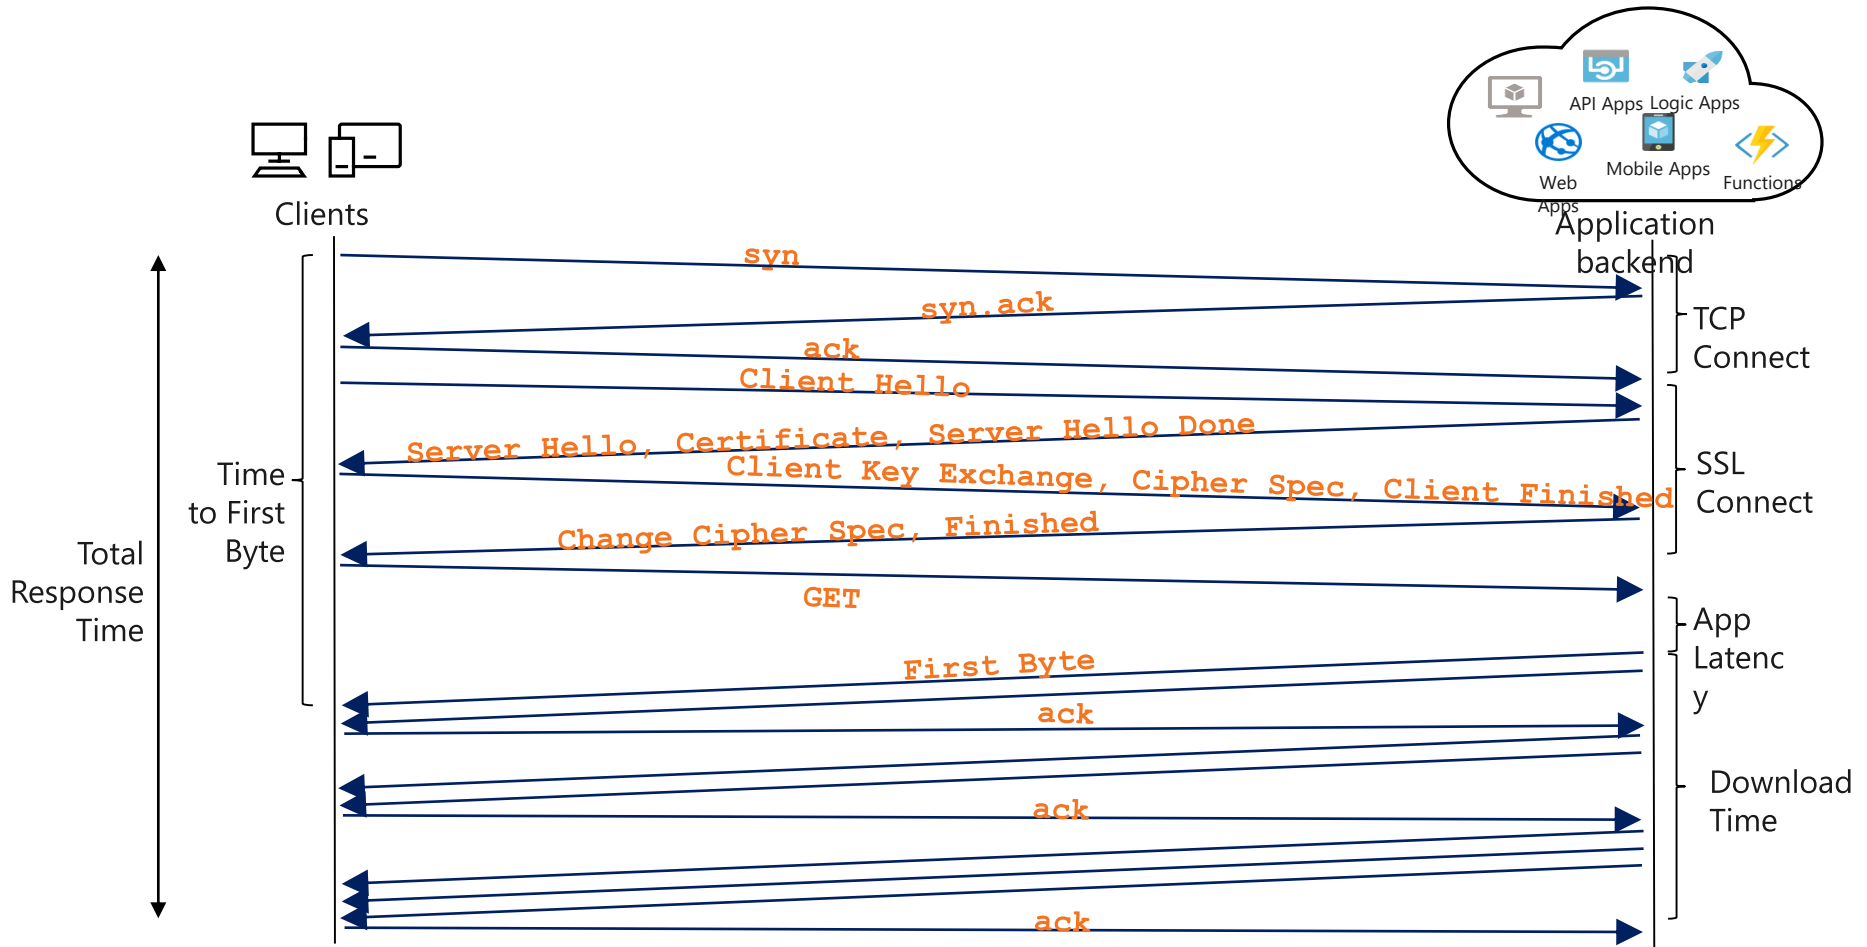 API Apps
Logic Apps
Web
Apps
Mobile Apps
Functions
Clients
Application
backend
syn
syn.ack
ack
TCP
Connect
Client Hello
Server Hello, Certificate, Server Hello Done
Client Key Exchange, Cipher Spec, Client Finished
Change Cipher Spec, Finished
SSL
Connect
Time
to First
Byte
Total
Response
Time
GET
App
Latenc
y
First Byte
ack
Download
Time
ack
ack